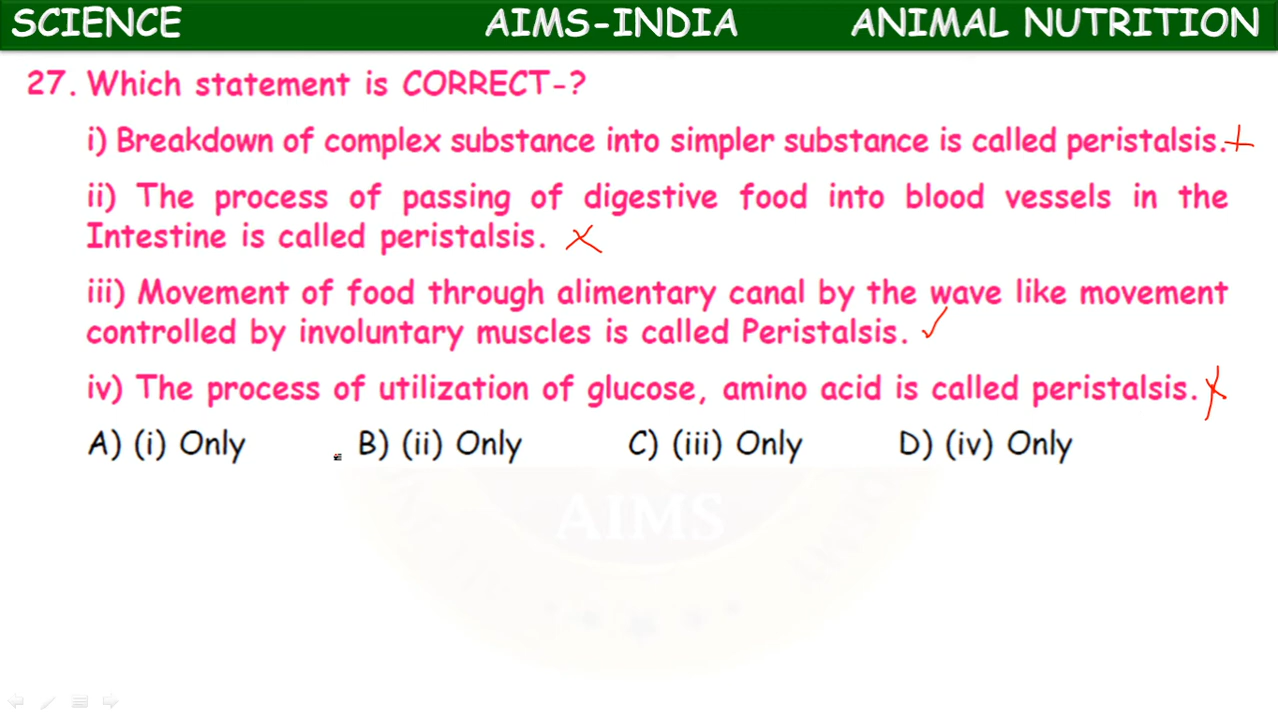 SCIENCE AIMS-INDIA ANIMAL NUTRITION
27. Which statement is CORRECT-?
i) Breakdown of complex substance into simpler substance is called peristalsis.
ii) The process of passing of digestive food into blood vessels in the
Intestine is called peristalsis.
iii) Movement of food through alimentary canal by the wave like movement
controlled by involuntary muscles is called Peristalsis.
iv) The process of utilization of glucose, amino acid is called peristalsis.
A) (i) Only B) (ii) Only C) (iii) Only D) (iv) Only
AIMS